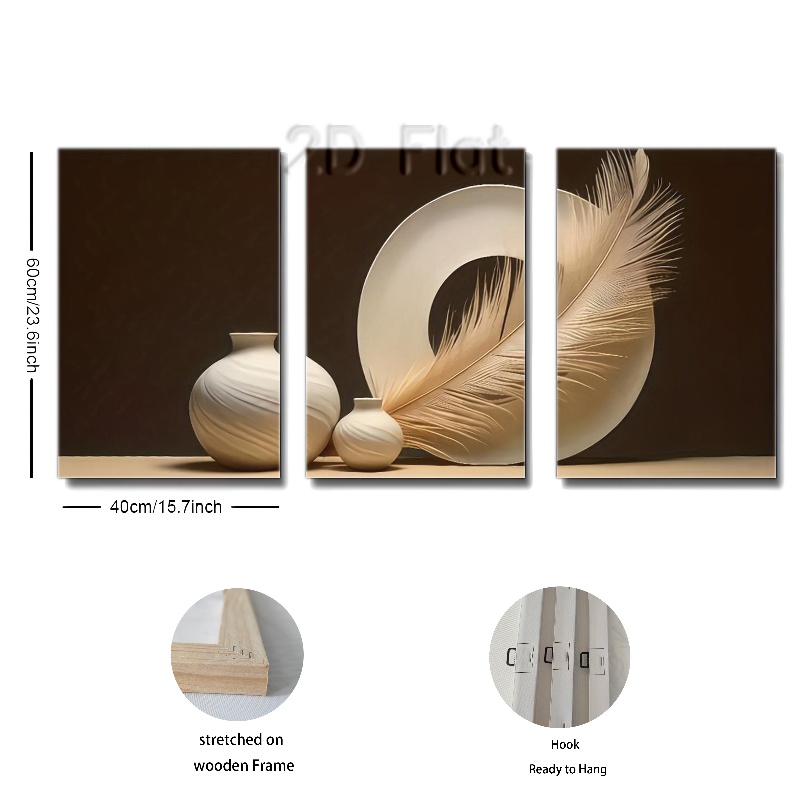 2D Flat
60cm/23.6inch
40cm/15.7inch
stretched on
wooden Frame
Hook
Ready to Hang